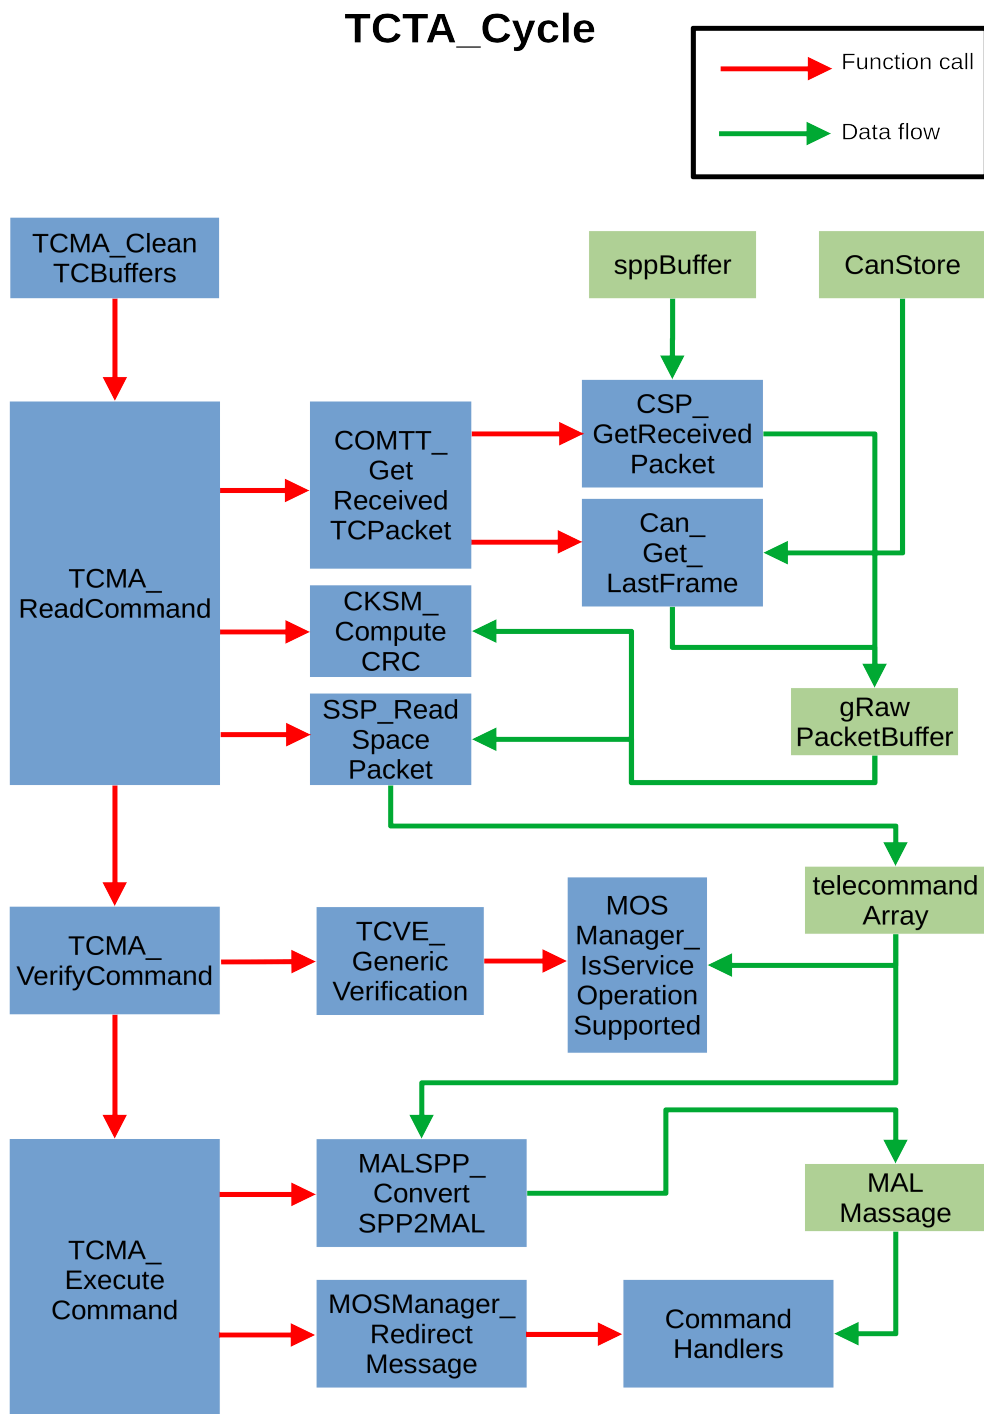 TCTA_Cycle
Function call
Data flow
TCMA_Clean
TCBuffers
sppBuffer
CanStore
TCMA_
ReadCommand
COMTT_
Get
Received
TCPacket
CSP_
GetReceived
Packet
Can_
Get_
LastFrame
CKSM_
Compute
CRC
SSP_Read
Space
Packet
gRaw
PacketBuffer
telecommand
Array
TCMA_
VerifyCommand
TCVE_
Generic
Verification
MOS
Manager_
IsService
Operation
Supported
TCMA_
Execute
Command
MALSPP_
Convert
SPP2MAL
MAL
Massage
MOSManager_
Redirect
Message
Command
Handlers